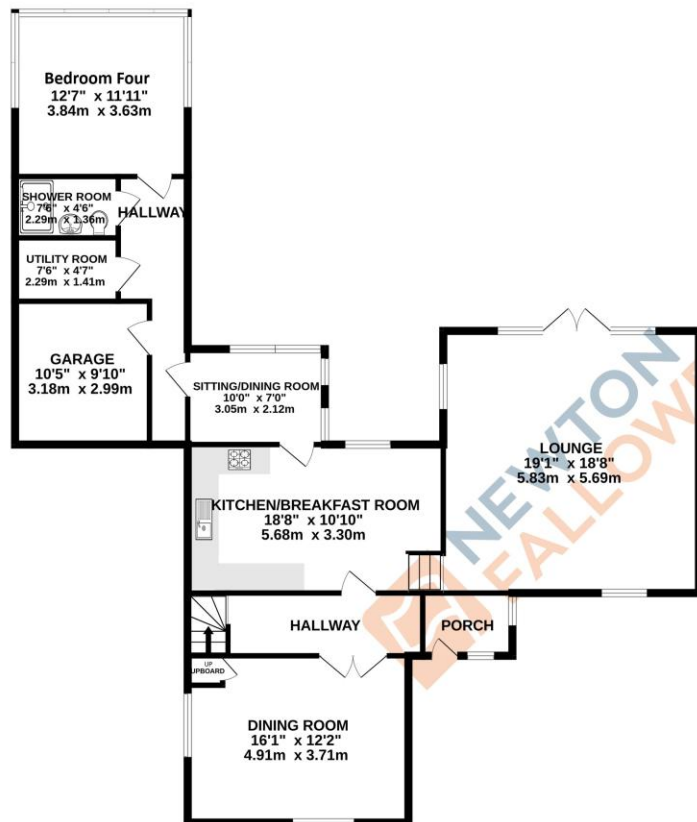 Bedroom Four
12'7" x 11'11"
3.84m x 3.63m
SHOWER ROOM
7'6" x 4'6"
2.29m x 1.36m
HALLWAY
UTILITY ROOM
7'6" x 4'7"
2.29m x 1.41m
GARAGE
10'5" x 9'10"
3.18m x 2.99m
SITTING/DINING ROOM
10'0" x 7'0"
3.05m x 2.12m
LOUNGE
19'1" x 18'8"
5.83m x 5.69m
KITCHEN/BREAKFAST ROOM
18'8" x 10'10"
5.68m x 3.30m
HALLWAY
PORCH
UP
UPBOARD
DINING ROOM
16'1" x 12'2"
4.91m x 3.71m
NEWTON
FALLOWE